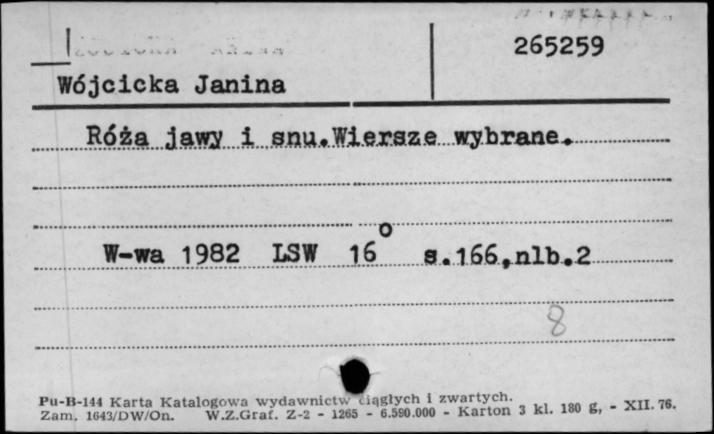 265259
Wójcicka Janina
Róża jawy i snu.Wiersze wybrane.
W-wa 1982 LSW 16° s.166,nlb.2
8
Pu-B-144 Karta Katalogowa wydawnictw ciągłych i zwartych.
Zam. 1643/DW/On. W.Z.Graf. Z-2 - 1265 - 6.590.000 - Karton 3 kl. 180 g, - XII. 76.